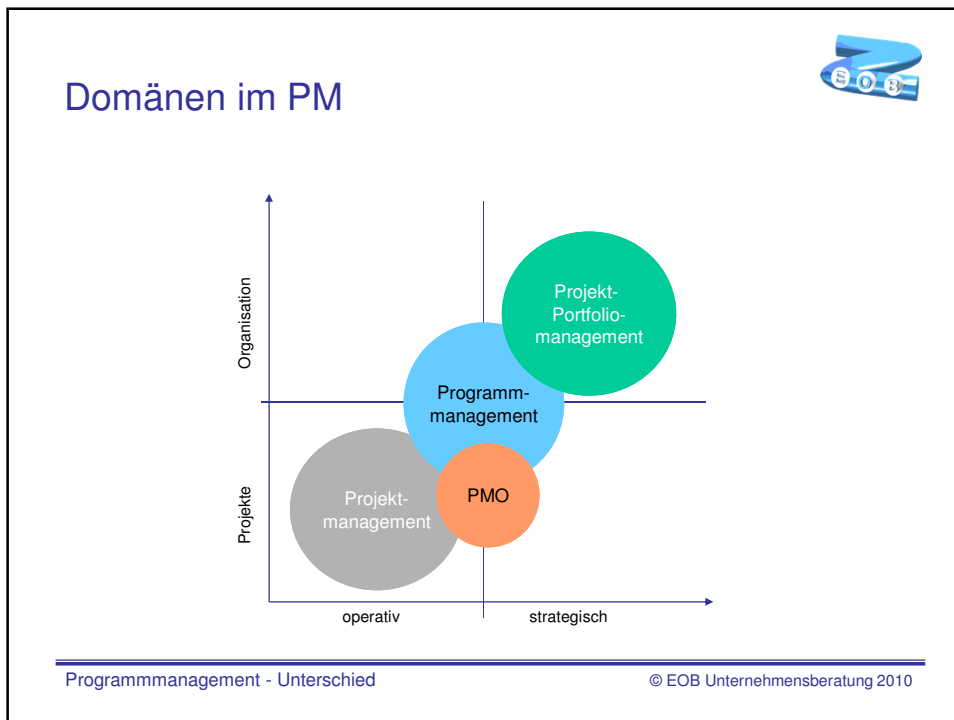 Domänen im PM
EOB
Organisation
Projekt-
Portfolio-
management
Programm-
management
Projekte
Projekt-
management
PMO
operativ
strategisch
Programmmanagement - Unterschied
© EOB Unternehmensberatung 2010